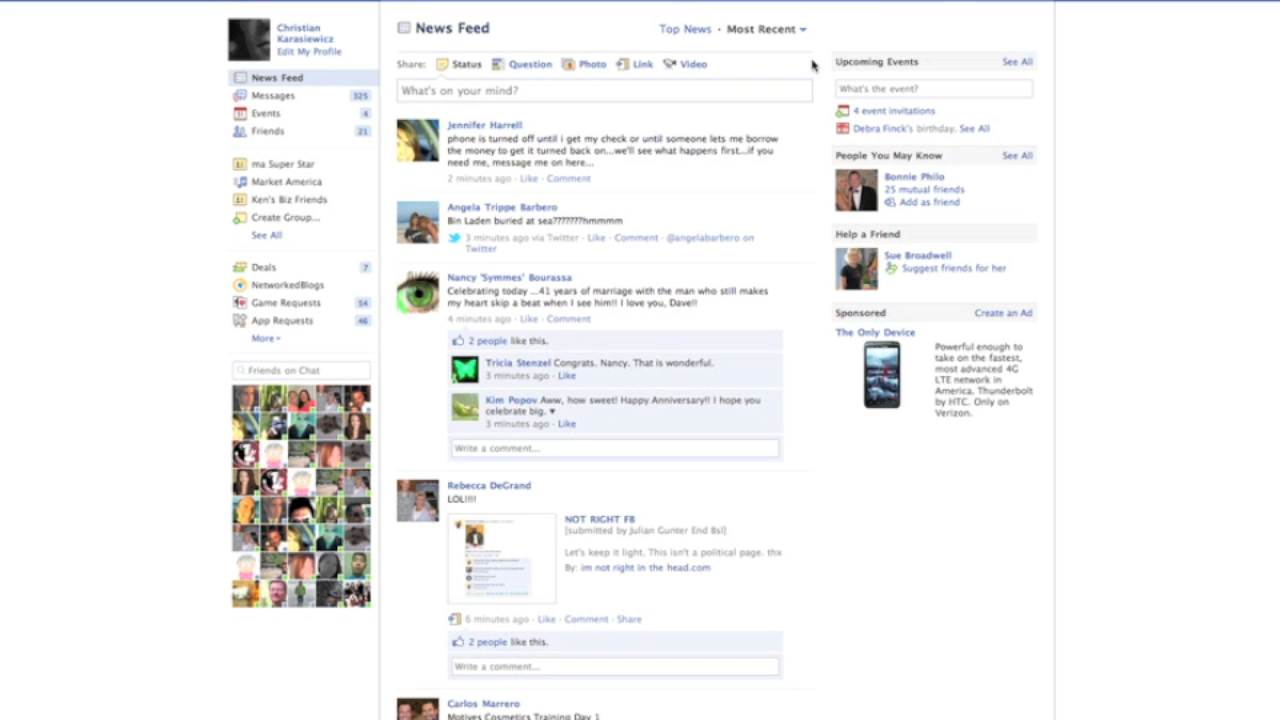 Christian
Karasiewicz
Edit My Profile
News Feed
Messages 325
Events 4
Friends 21
ma Super Star
Market America
Ken's Biz Friends
Create Group...
See All
Deals 7
NetworkedBlogs
Game Requests 54
App Requests 46
More
Friends on Chat
News Feed
Top News · Most Recent
Share: Status Question Photo Link Video
What's on your mind?
Jennifer Harrell
phone is turned off until i get my check or until someone lets me borrow
the money to get it turned back on...we'll see what happens first...if you
need me, message me on here...
2 minutes ago · Like · Comment
Angela Trippe Barbero
Bin Laden buried at sea???????hmmmm
3 minutes ago via Twitter · Like · Comment · @angelabarbero on
Twitter
Nancy 'Symmes' Bourassa
Celebrating today ...41 years of marriage with the man who still makes
my heart skip a beat when I see him!! I love you, Dave!!
4 minutes ago · Like · Comment
2 people like this.
Tricia Stenzel Congrats. Nancy. That is wonderful.
3 minutes ago · Like
Kim Popov Aww, how sweet! Happy Anniversary!! I hope you
celebrate big. ♥
3 minutes ago · Like
Write a comment...
Rebecca DeGrand
LOL!!!!
NOT RIGHT FB
[submitted by Julian Gunter End Bsl]
Let's keep it light. This isn't a political page. thx
By: im not right in the head.com
6 minutes ago · Like · Comment · Share
2 people like this.
Write a comment...
Carlos Marrero
Motives Cosmetics Training Day 1
Upcoming Events See All
What's the event?
4 event invitations
Debra Finck's birthday. See All
People You May Know See All
Bonnie Philo
25 mutual friends
Add as friend
Help a Friend
Sue Broadwell
Suggest friends for her
Sponsored Create an Ad
The Only Device
Powerful enough to
take on the fastest,
most advanced 4G
LTE network in
America. Thunderbolt
by HTC. Only on
Verizon.